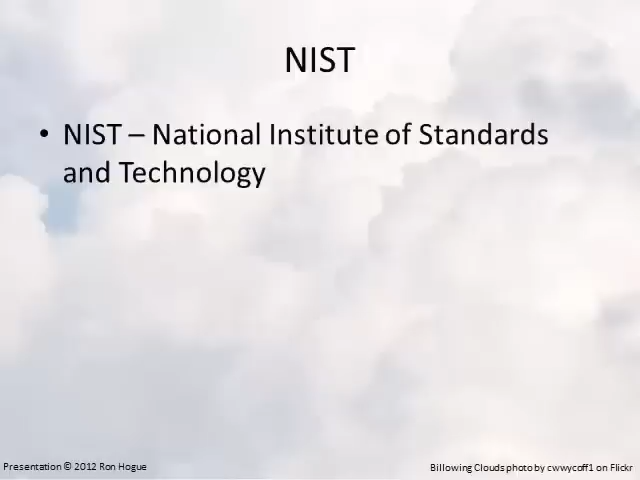 NIST
• NIST – National Institute of Standards
and Technology
Presentation © 2012 Ron Hogue
Billowing Clouds photo by cwwycoff1 on Flickr